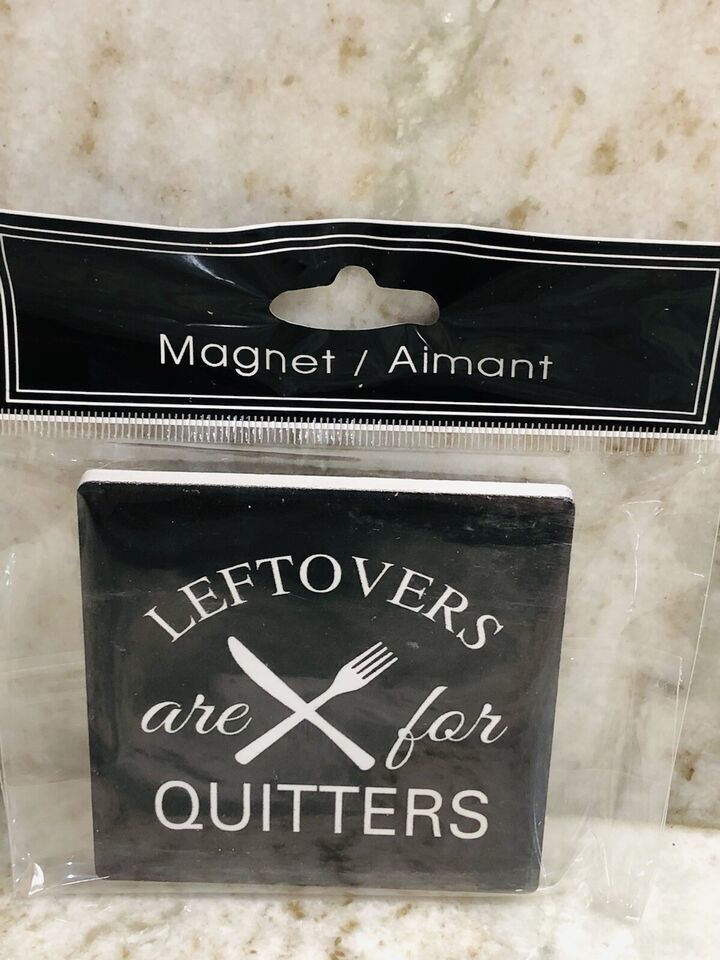 Magnet / Aimant
LEFTOVERS
are for
QUITTERS